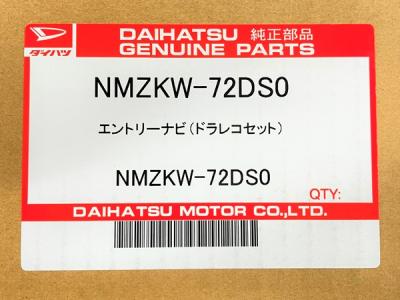 DAIHATSU 純正部品
ダイハツ GENUINE PARTS
NMZKW-72DS0
エントリーナビ(ドラレコセット)
NMZKW-72DS0
QTY:
DAIHATSU MOTOR CO.,LTD.